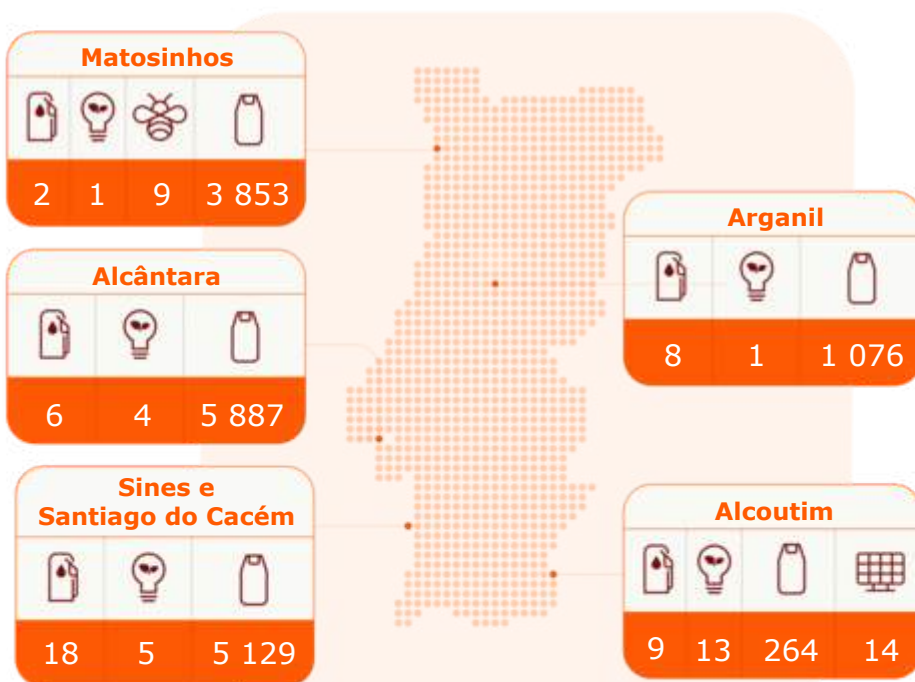 Matosinhos
2 1 9 3 853
Alcântara
6 4 5 887
Sines e
Santiago do Cacém
18 5 5 129
Arganil
8 1 1 076
Alcoutim
9 13 264 14